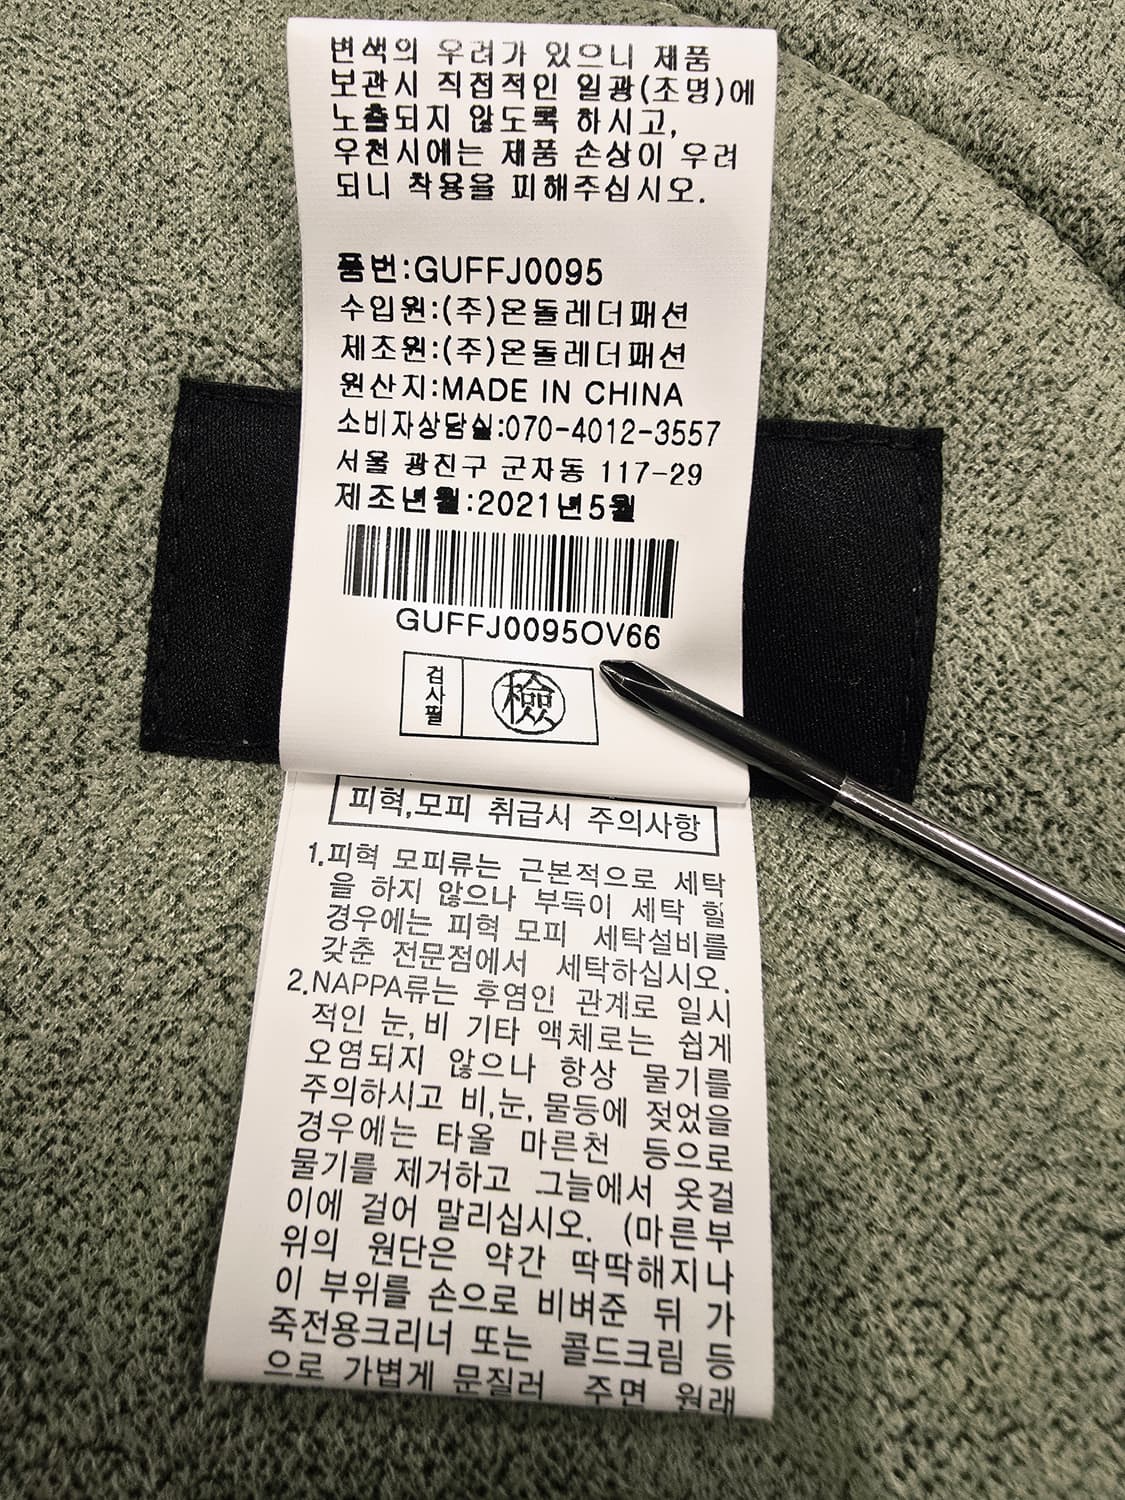 변색의 우려가 있으니 제품
보관시 직접적인 일광(조명)에
노출되지 않도록 하시고,
우천시에는 제품 손상이 우려
되니 착용을 피해주십시오.
품번:GUFFJ0095
수입원:(주)온돌레더패션
제조원:(주)온돌레더패션
원산지:MADE IN CHINA
소비자상담실:070-4012-3557
서울 광진구 군자동 117-29
제조년월:2021년5월
GUFFJ0095OV66
검사필
檢
피혁,모피 취급시 주의사항
1.피혁 모피류는 근본적으로 세탁
을 하지 않으나 부득이 세탁 할
경우에는 피혁 모피 세탁설비를
갖춘 전문점에서 세탁하십시오.
2.NAPPA류는 후염인 관계로 일시
적인 눈,비 기타 액체로는 쉽게
오염되지 않으나 항상 물기를
주의하시고 비,눈,물등에 젖었을
경우에는 타올 마른천 등으로
물기를 제거하고 그늘에서 옷걸
이에 걸어 말리십시오. (마른부
위의 원단은 약간 딱딱해지나
이 부위를 손으로 비벼준 뒤 가
죽전용크리너 또는 콜드크림 등
으로 가볍게 문질러 주면 원래